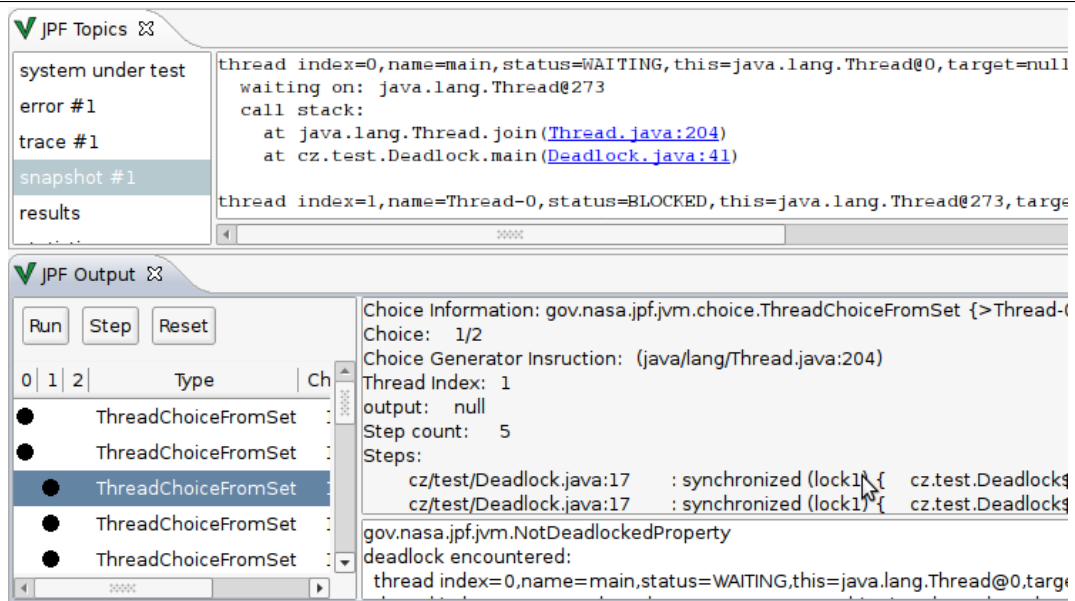 JPF Topics
system under test
error #1
trace #1
snapshot #1
results
thread index=0,name=main,status=WAITING,this=java.lang.Thread@0,target=null
waiting on: java.lang.Thread@273
call stack:
at java.lang.Thread.join(Thread.java:204)
at cz.test.Deadlock.main(Deadlock.java:41)
thread index=1,name=Thread-0,status=BLOCKED,this=java.lang.Thread@273,targe
JPF Output
Run Step Reset
0 1 2 Type Ch
ThreadChoiceFromSet
ThreadChoiceFromSet
ThreadChoiceFromSet
ThreadChoiceFromSet
ThreadChoiceFromSet
Choice Information: gov.nasa.jpf.jvm.choice.ThreadChoiceFromSet {>Thread-0
Choice: 1/2
Choice Generator Insruction: (java/lang/Thread.java:204)
Thread Index: 1
output: null
Step count: 5
Steps:
cz/test/Deadlock.java:17 : synchronized (lock1) { cz.test.Deadlock$
cz/test/Deadlock.java:17 : synchronized (lock1) { cz.test.Deadlock$
gov.nasa.jpf.jvm.NotDeadlockedProperty
deadlock encountered:
thread index=0,name=main,status=WAITING,this=java.lang.Thread@0,targe